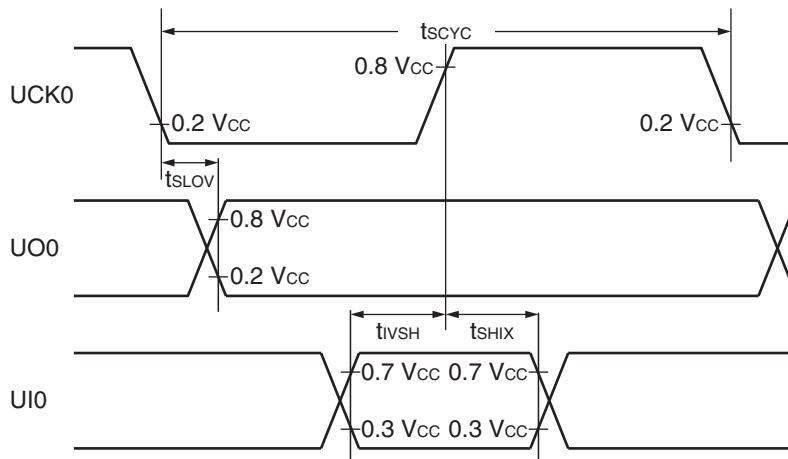 tSCYC
UCK0
0.8 VCC
0.2 VCC
0.2 VCC
tSLOV
UO0
0.8 VCC
0.2 VCC
tIVSH
tSHIX
UI0
0.7 VCC
0.7 VCC
0.3 VCC
0.3 VCC